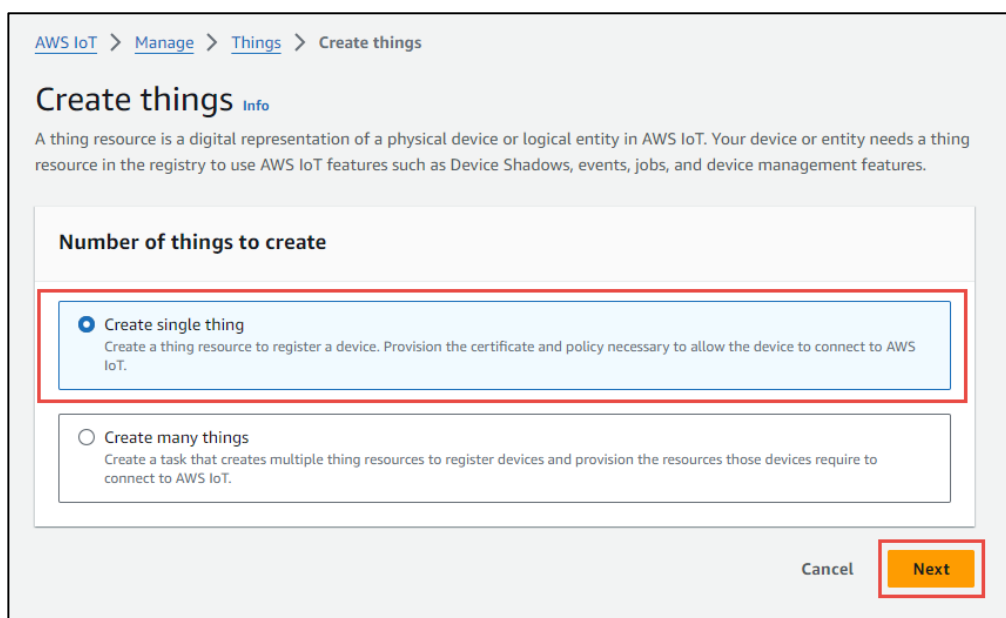 AWS IoT > Manage > Things > Create things
Create things Info
A thing resource is a digital representation of a physical device or logical entity in AWS IoT. Your device or entity needs a thing
resource in the registry to use AWS IoT features such as Device Shadows, events, jobs, and device management features.
Number of things to create
Create single thing
Create a thing resource to register a device. Provision the certificate and policy necessary to allow the device to connect to AWS
IoT.
Create many things
Create a task that creates multiple thing resources to register devices and provision the resources those devices require to
connect to AWS IoT.
Cancel Next